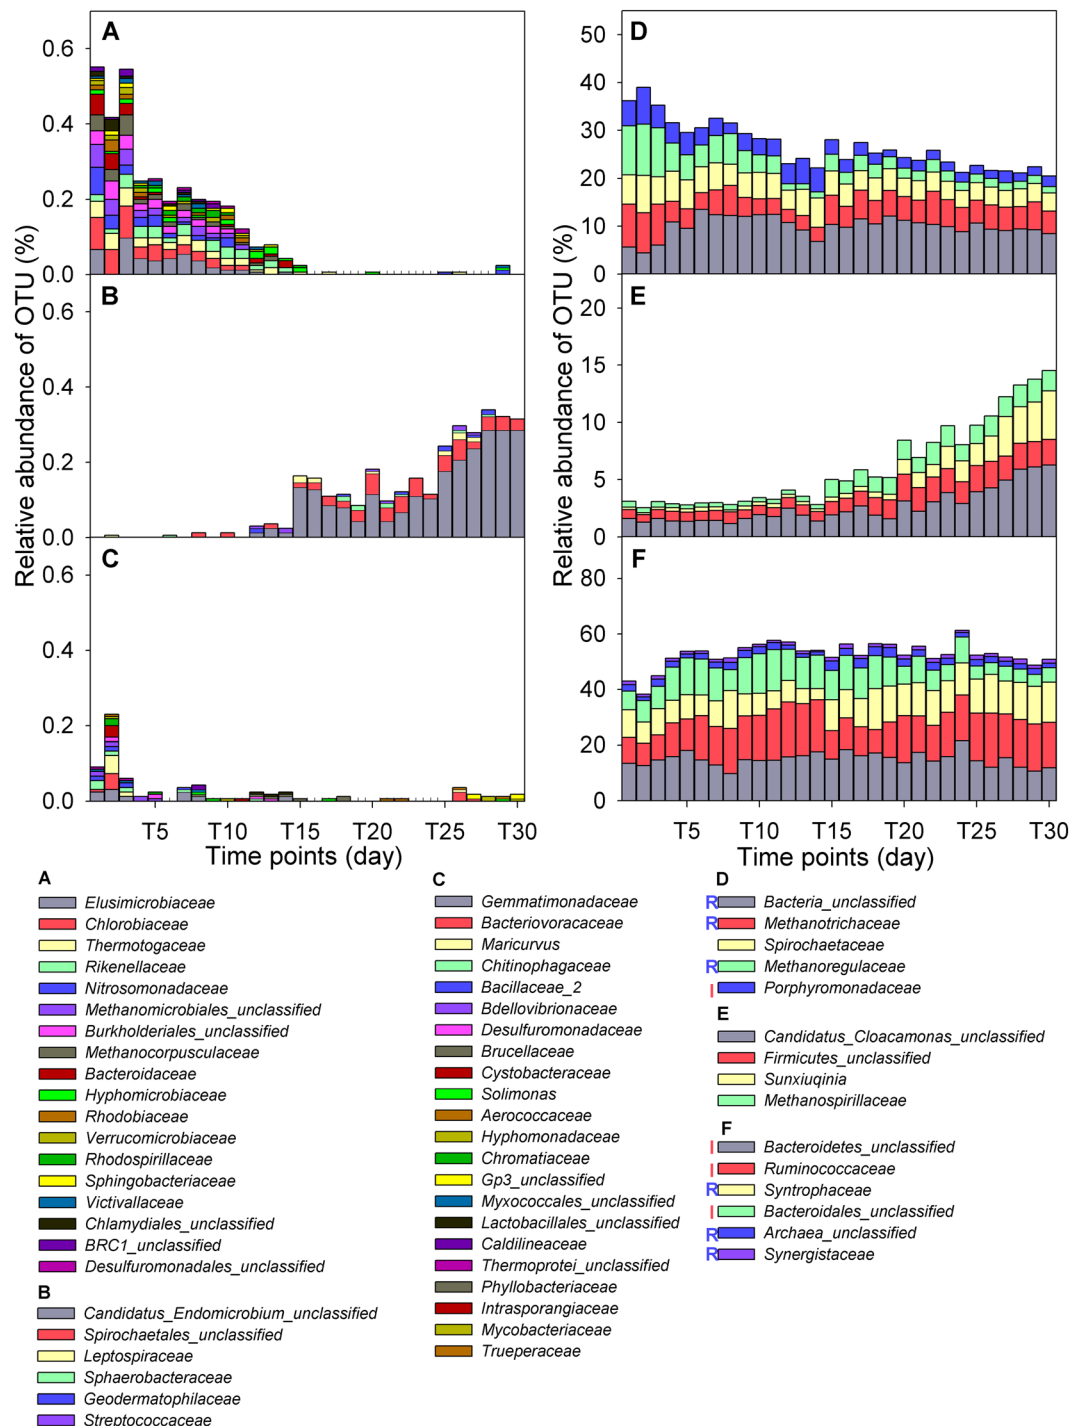 A
0.6
0.4
0.2
0.0
B
0.6
0.4
0.2
0.0
C
0.6
0.4
0.2
0.0
Relative abundance of OTU (%)
T5 T10 T15 T20 T25 T30
Time points (day)
D
50
40
30
20
10
0
E
20
15
10
5
0
F
80
60
40
20
0
Relative abundance of OTU (%)
T5 T10 T15 T20 T25 T30
Time points (day)
A
Elusimicrobiaceae
Chlorobiaceae
Thermotogaceae
Rikenellaceae
Nitrosomonadaceae
Methanomicrobiales_unclassified
Burkholderiales_unclassified
Methanocorpusculaceae
Bacteroidaceae
Hyphomicrobiaceae
Rhodobiaceae
Verrucomicrobiaceae
Rhodospirillaceae
Sphingobacteriaceae
Victivallaceae
Chlamydiales_unclassified
BRC1_unclassified
Desulfuromonadales_unclassified
B
Candidatus_Endomicrobium_unclassified
Spirochaetales_unclassified
Leptospiraceae
Sphaerobacteraceae
Geodermatophilaceae
Streptococcaceae
C
Gemmatimonadaceae
Bacteriovoracaceae
Maricurvus
Chitinophagaceae
Bacillaceae_2
Bdellovibrionaceae
Desulfuromonadaceae
Brucellaceae
Cystobacteraceae
Solimonas
Aerococcaceae
Hyphomonadaceae
Chromatiaceae
Gp3_unclassified
Myxococcales_unclassified
Lactobacillales_unclassified
Caldilineaceae
Thermoprotei_unclassified
Phyllobacteriaceae
Intrasporangiaceae
Mycobacteriaceae
Trueperaceae
D
R Bacteria_unclassified
R Methanotrichaceae
Spirochaetaceae
R Methanoregulaceae
I Porphyromonadaceae
E
Candidatus_Cloacamonas_unclassified
Firmicutes_unclassified
Sunxiuqinia
Methanospirillaceae
F
I Bacteroidetes_unclassified
I Ruminococcaceae
R Syntrophaceae
I Bacteroidales_unclassified
R Archaea_unclassified
R Synergistaceae